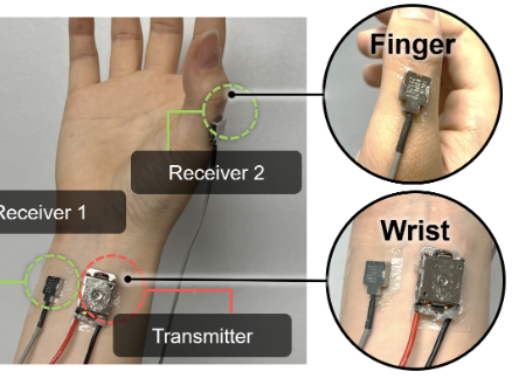 Finger
Receiver 2
Receiver 1
Wrist
Transmitter